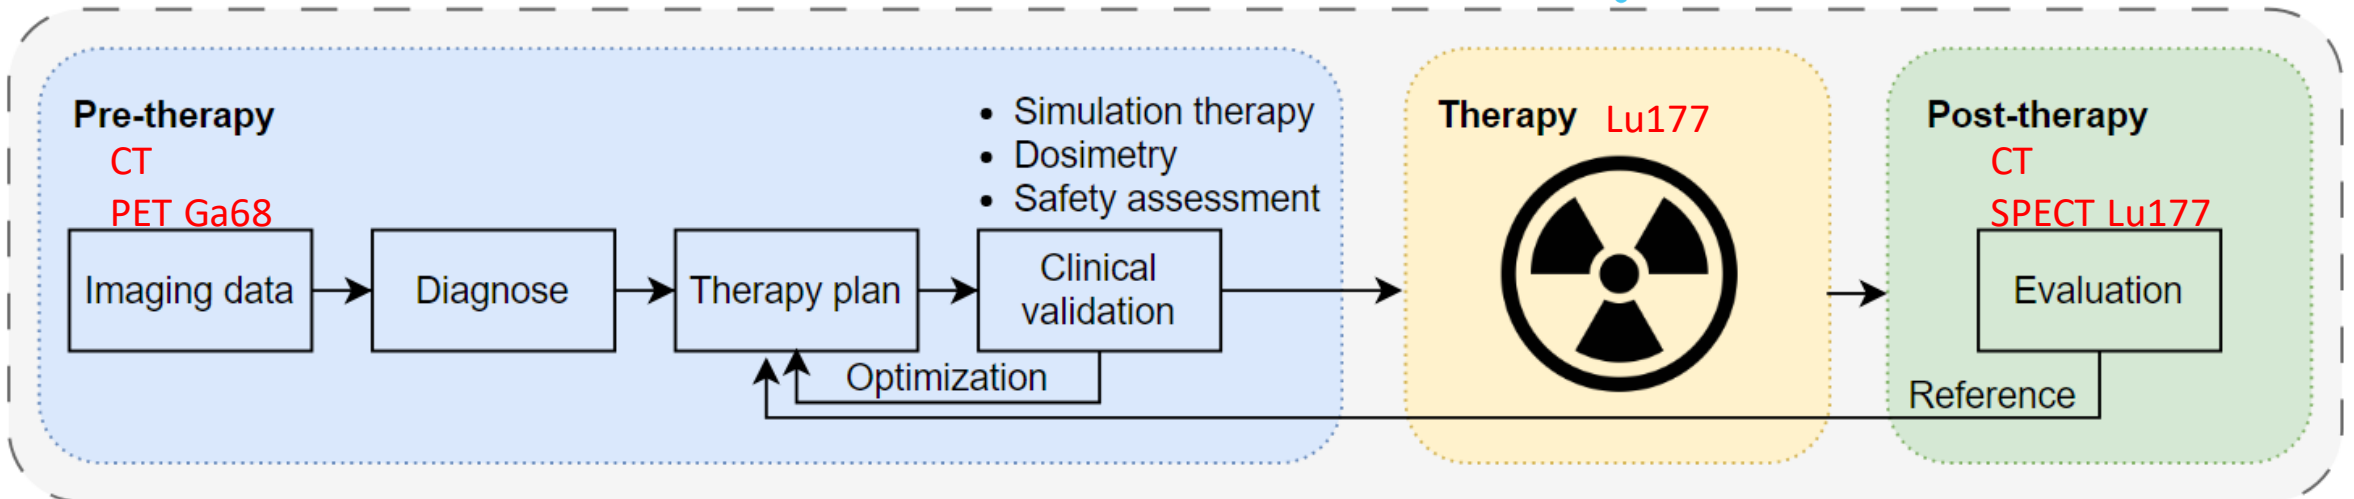 Pre-therapy
CT
PET Ga68
Imaging data
Diagnose
Therapy plan
• Simulation therapy
• Dosimetry
• Safety assessment
Clinical
validation
Optimization
Therapy Lu177
Post-therapy
CT
SPECT Lu177
Evaluation
Reference